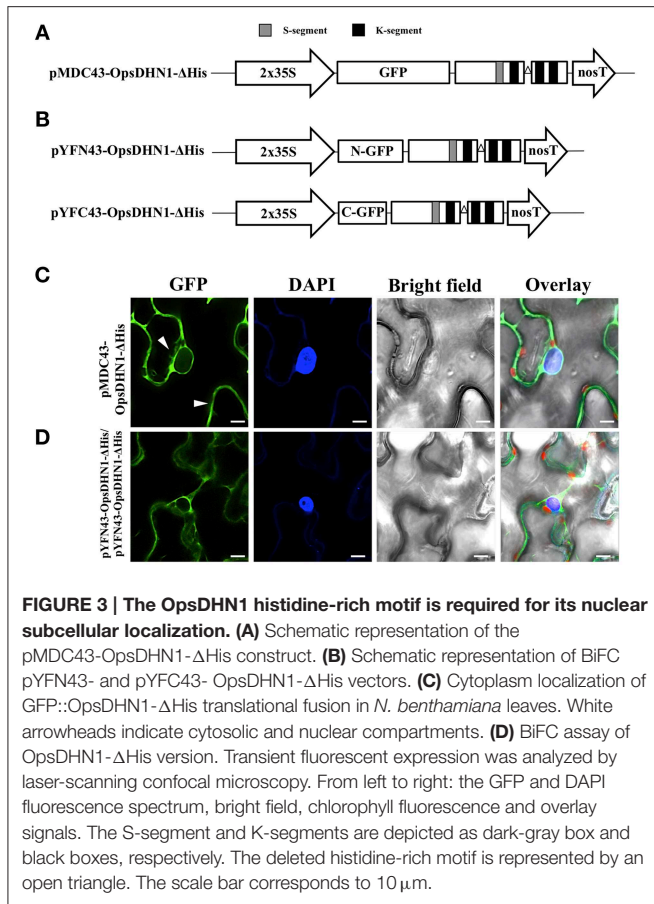 A
S-segment K-segment
pMDC43-OpsDHN1-ΔHis 2x35S GFP Δ nosT
B
pYFN43-OpsDHN1-ΔHis 2x35S N-GFP Δ nosT
pYFC43-OpsDHN1-ΔHis 2x35S C-GFP Δ nosT
C
GFP DAPI Bright field Overlay
pMDC43-
OpsDHN1-ΔHis
D
pYFN43-OpsDHN1-ΔHis/
pYFN43-OpsDHN1-ΔHis
FIGURE 3 | The OpsDHN1 histidine-rich motif is required for its nuclear
subcellular localization. (A) Schematic representation of the
pMDC43-OpsDHN1-ΔHis construct. (B) Schematic representation of BiFC
pYFN43- and pYFC43- OpsDHN1-ΔHis vectors. (C) Cytoplasm localization of
GFP::OpsDHN1-ΔHis translational fusion in N. benthamiana leaves. White
arrowheads indicate cytosolic and nuclear compartments. (D) BiFC assay of
OpsDHN1-ΔHis version. Transient fluorescent expression was analyzed by
laser-scanning confocal microscopy. From left to right: the GFP and DAPI
fluorescence spectrum, bright field, chlorophyll fluorescence and overlay
signals. The S-segment and K-segments are depicted as dark-gray box and
black boxes, respectively. The deleted histidine-rich motif is represented by an
open triangle. The scale bar corresponds to 10 μm.